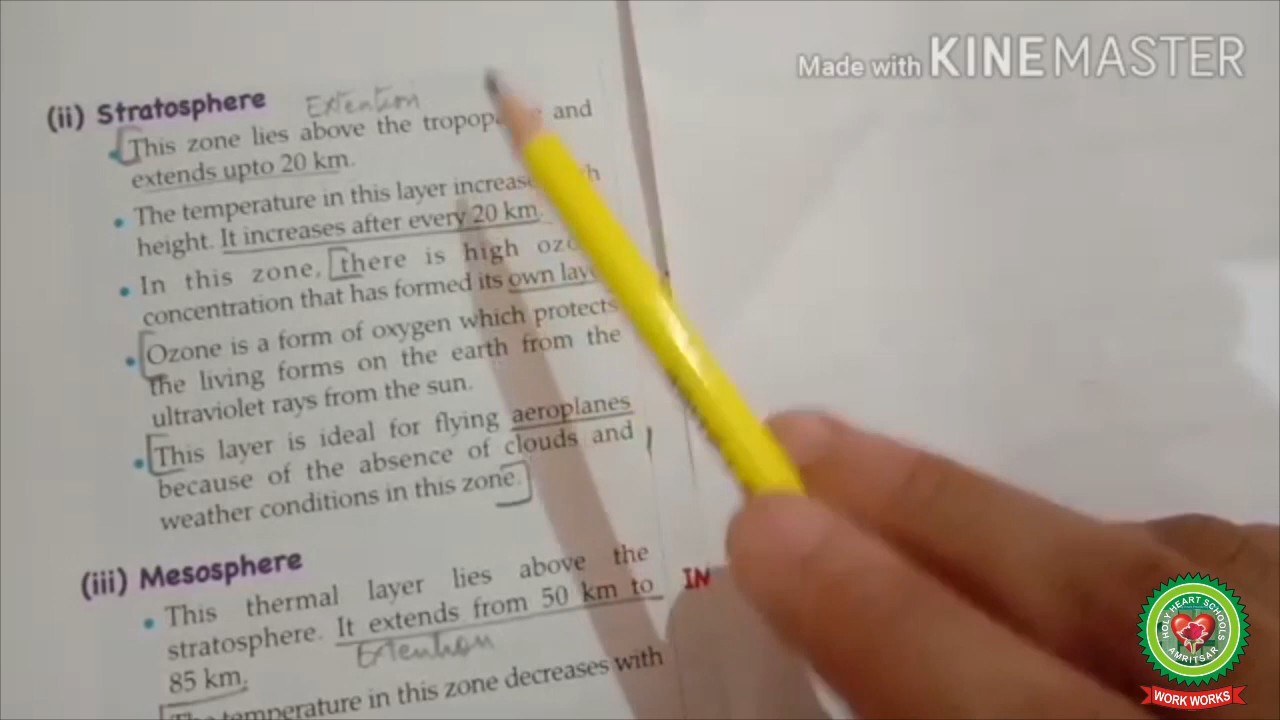 Made with KINEMASTER
(ii) Stratosphere Extention
This zone lies above the and
extends upto 20 km.
• The temperature in this layer
height. It increases after every 20 km.
• In this zone, there is high
concentration that has formed its own
• Ozone is a form of oxygen which protects
the living forms on the earth from the
ultraviolet rays from the sun.
• This layer is ideal for flying aeroplanes
because of the absence of clouds and
weather conditions in this zone.
(iii) Mesosphere
• This thermal layer lies above the
stratosphere. It extends from 50 km to
Extention
85 km.
temperature in this zone decreases with
IN
HOLY HEART SCHOOLS
AMRITSAR
WORK WORKS